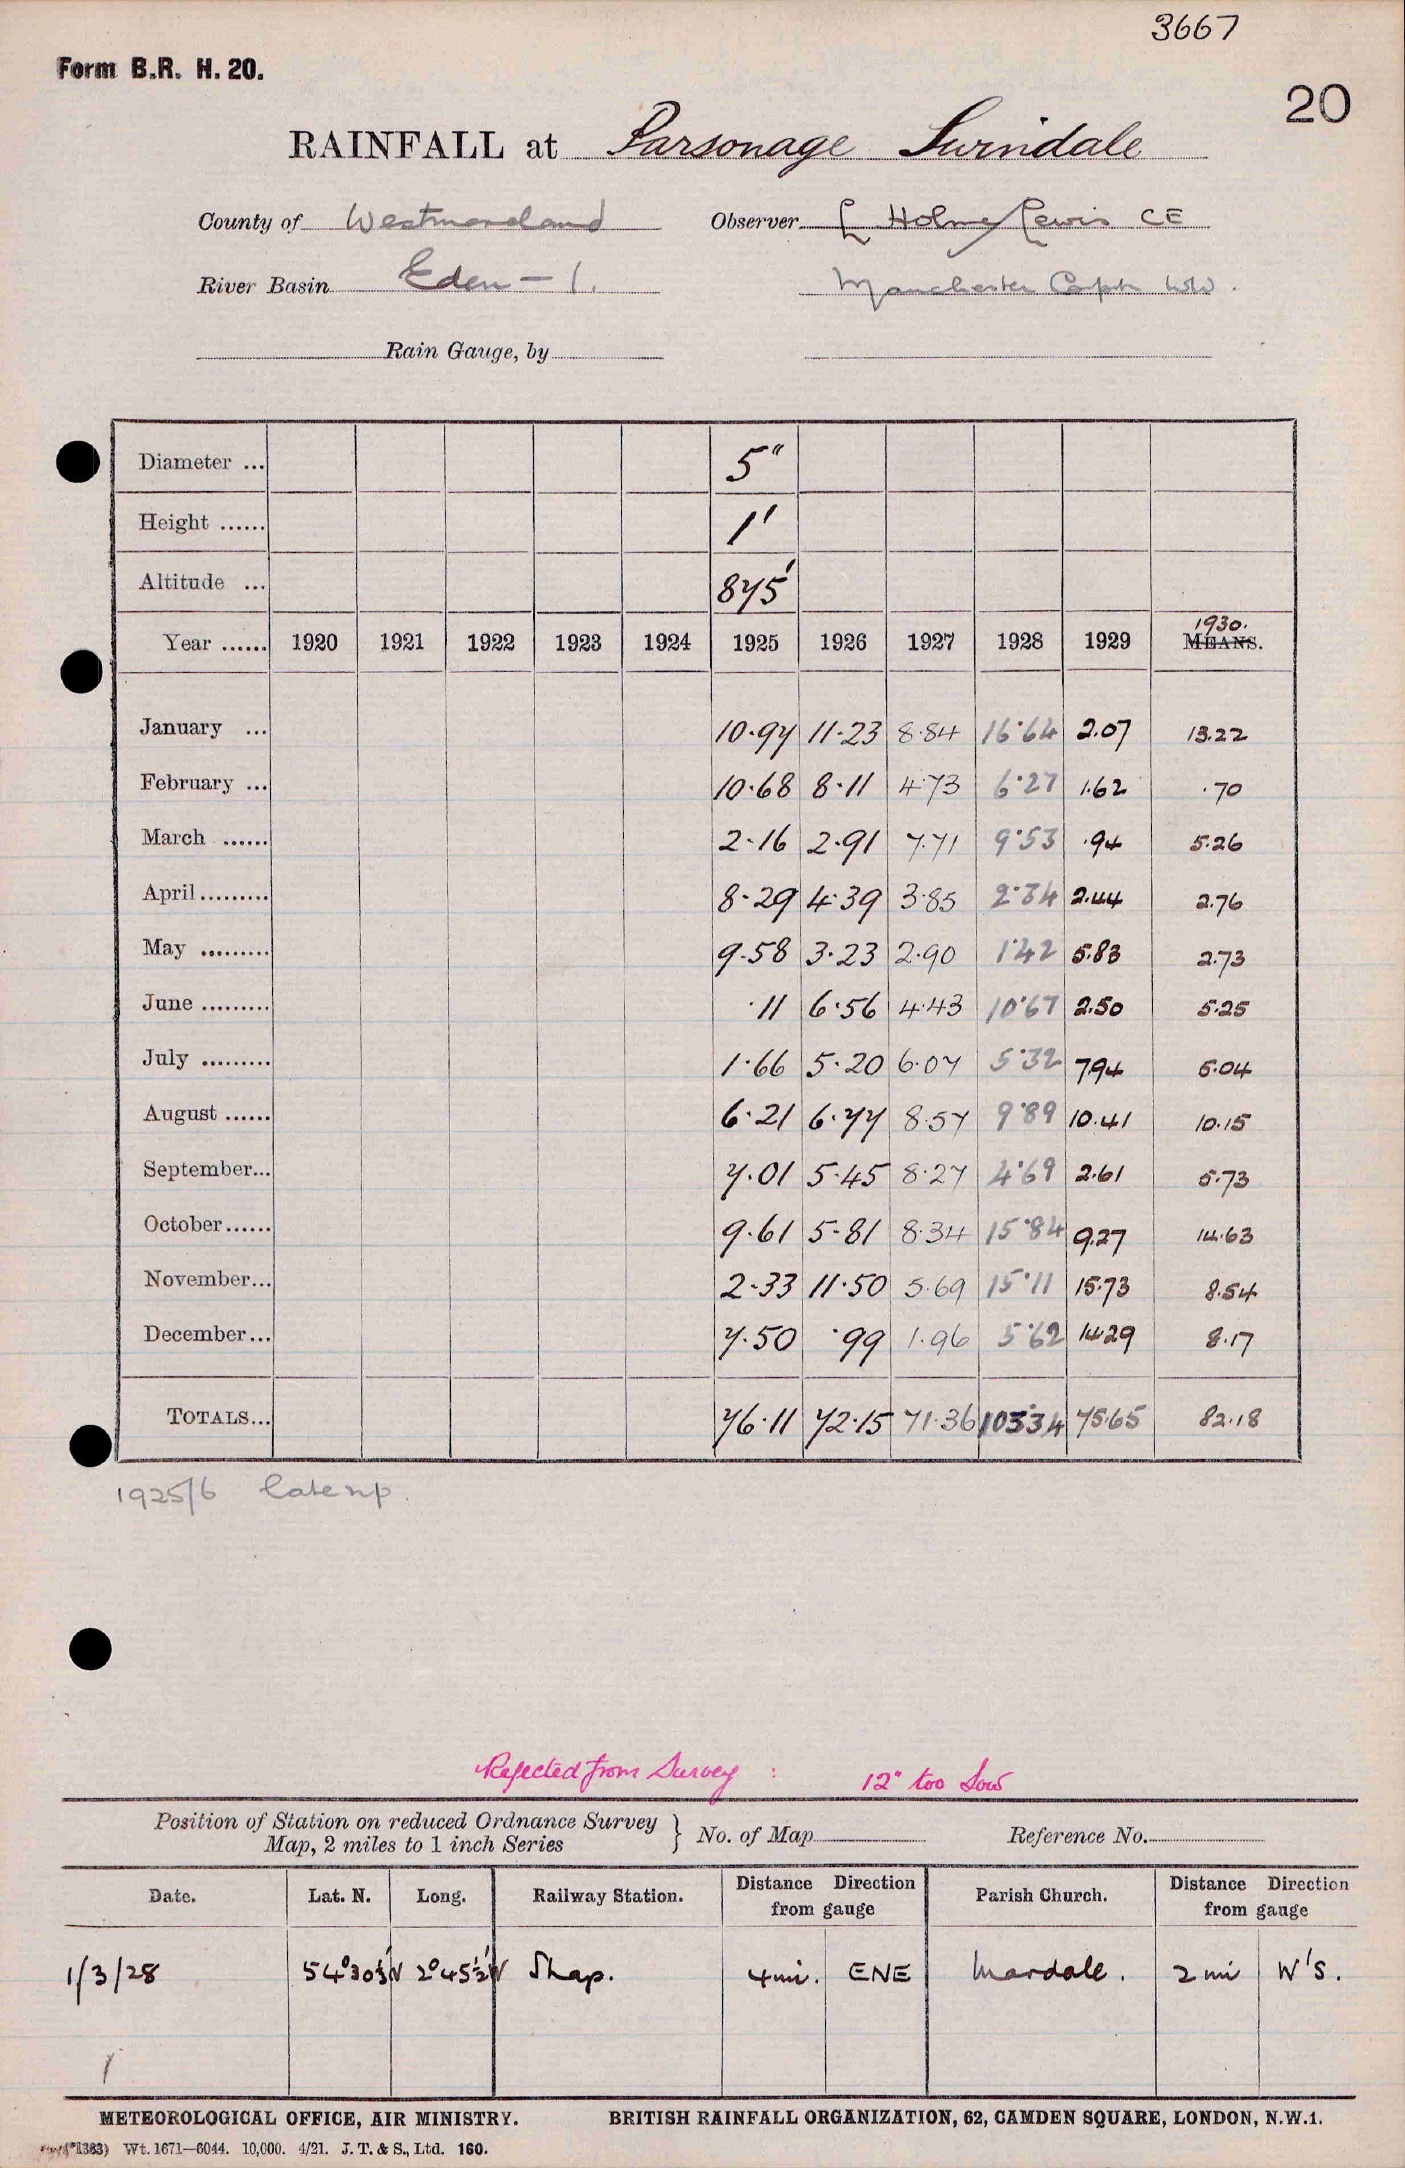 3667
Form B.R. H. 20.
20
RAINFALL at Parsonage Swindale
County of Westmoreland Observer L Holme Lewis CE
River Basin Eden - 1. Manchester Corpn WW.
Rain Gauge, by
Diameter ... 5"
Height ...... 1'
Altitude ... 875'
Year ...... 1920 1921 1922 1923 1924 1925 1926 1927 1928 1929 1930. MEANS.
January ... 10.97 11.23 8.84 16.64 2.07 13.22
February ... 10.68 8.11 4.73 6.27 1.62 .70
March ...... 2.16 2.91 7.71 9.53 .94 5.26
April ......... 8.29 4.39 3.85 2.34 2.44 2.76
May ......... 9.58 3.23 2.90 1.42 5.83 2.73
June ......... .11 6.56 4.43 10.67 2.50 5.25
July ......... 1.66 5.20 6.07 5.32 7.94 5.04
August ...... 6.21 6.77 8.57 9.89 10.41 10.15
September... 7.01 5.45 8.27 4.69 2.61 5.73
October...... 9.61 5.81 8.34 15.84 9.27 14.63
November... 2.33 11.50 5.69 15.11 15.73 8.54
December... 7.50 .99 1.96 5.62 14.29 8.17
TOTALS... 76.11 72.15 71.36 103.34 75.65 82.18
1925/6
Rejected from Survey : 12" too low
Position of Station on reduced Ordnance Survey
Map, 2 miles to 1 inch Series } No. of Map Reference No.
Date. Lat. N. Long. Railway Station. Distance from gauge Direction Parish Church. Distance from gauge Direction
1/3/28 54°30½'N 2°45½'W Shap. 4 mi. ENE Mardale. 2 mi W'S.
METEOROLOGICAL OFFICE, AIR MINISTRY. BRITISH RAINFALL ORGANIZATION, 62, CAMDEN SQUARE, LONDON, N.W.1.
(*1383) Wt. 1671—6044. 10,000. 4/21. J. T. & S., Ltd. 160.